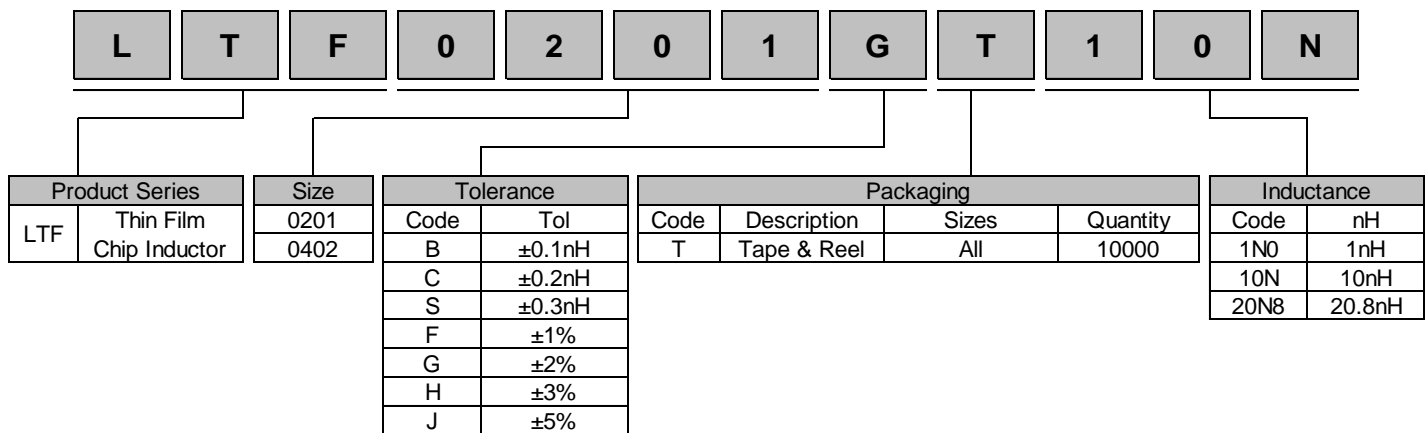 L T F 0 2 0 1 G T 1 0 N
Product Series Size Tolerance Packaging Inductance
LTF Thin Film Chip Inductor 0201 Code Tol Code Description Sizes Quantity Code nH
0402 B ±0.1nH T Tape & Reel All 10000 1N0 1nH
C ±0.2nH 10N 10nH
S ±0.3nH 20N8 20.8nH
F ±1%
G ±2%
H ±3%
J ±5%